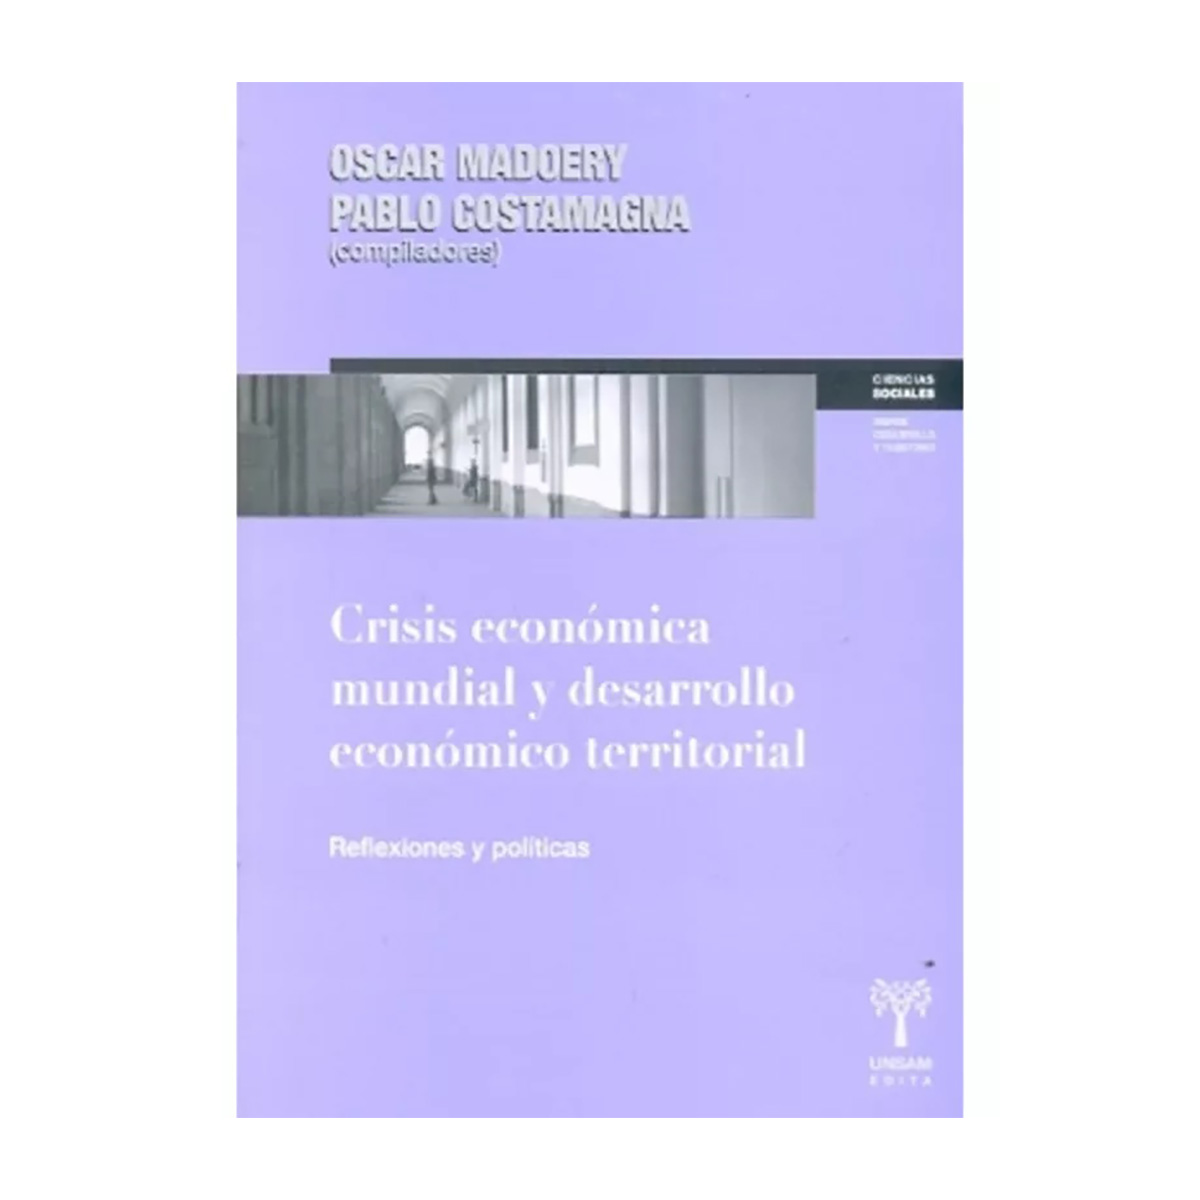 OSCAR MADOERY
PABLO COSTAMAGNA
(compiladores)
CIENCIAS
SOCIALES
Crisis económica
mundial y desarrollo
económico territorial
Reflexiones y políticas
UNSAM
EDITA